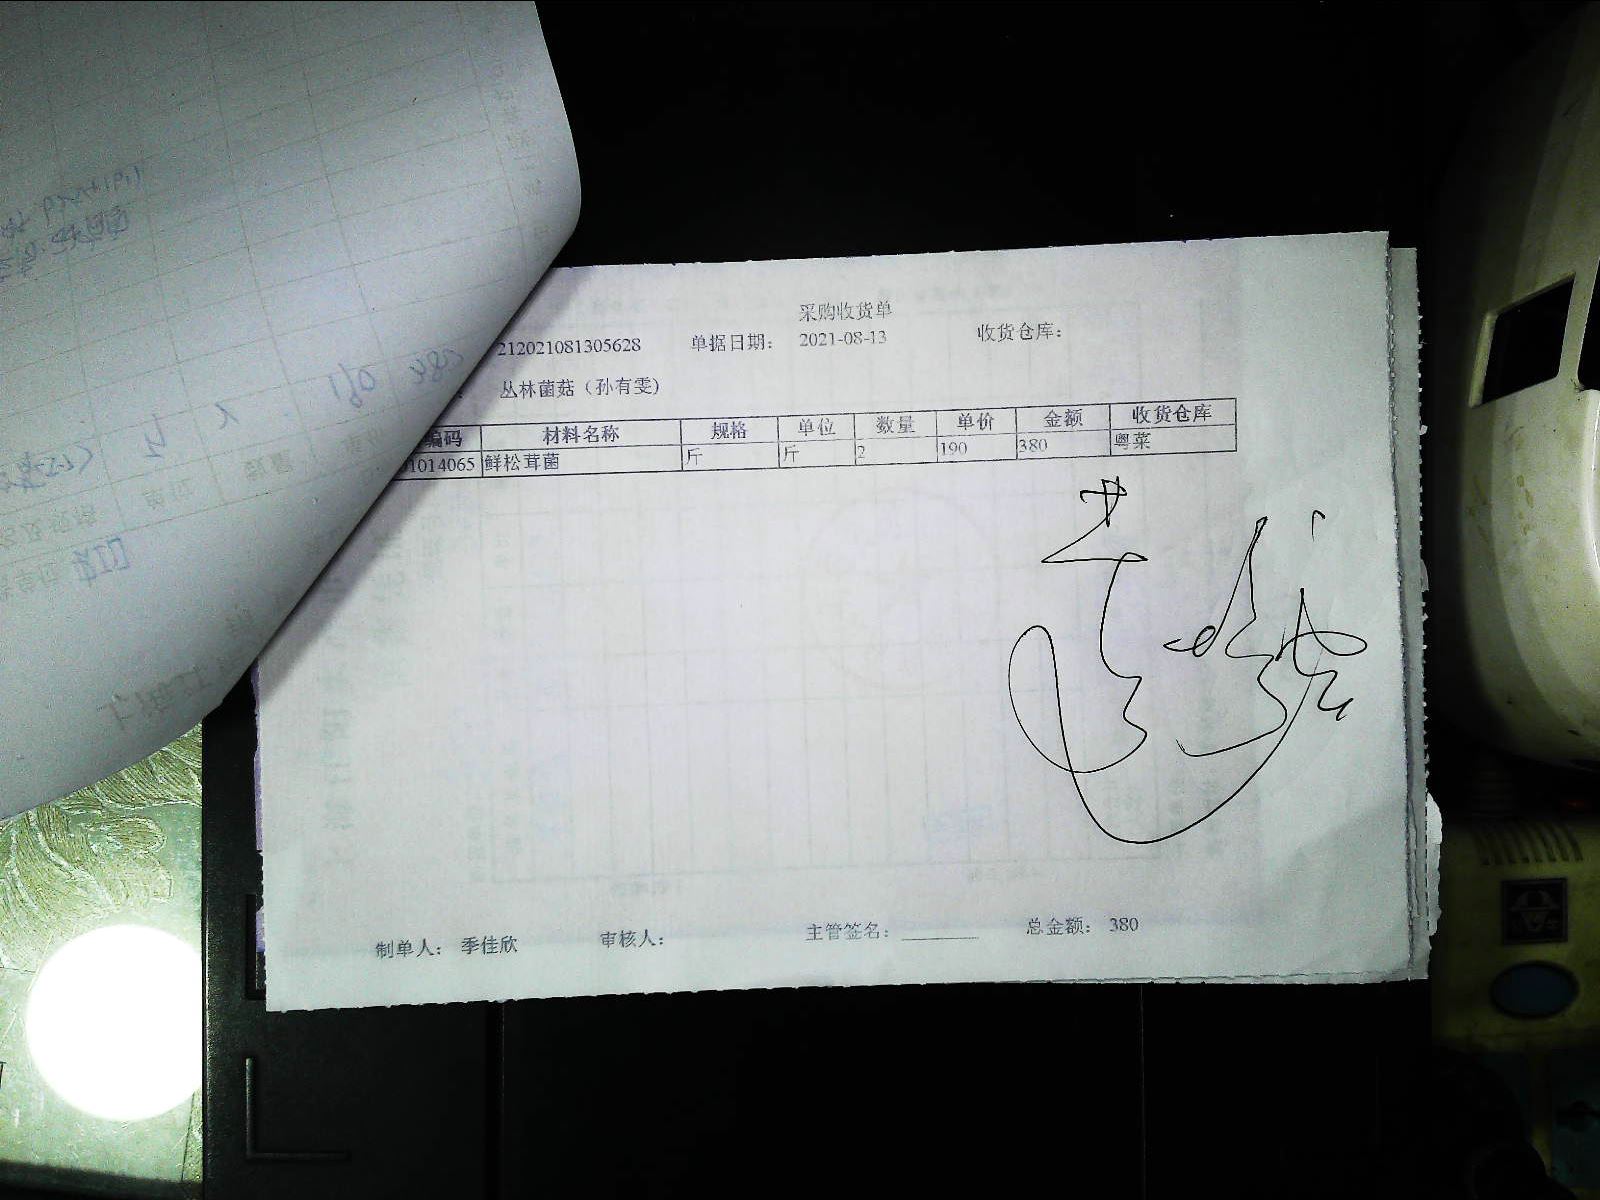 采购收货单
212021081305628 单据日期： 2021-08-13 收货仓库：
丛林菌菇（孙有雯)
编码 材料名称 规格 单位 数量 单价 金额 收货仓库
01014065 鲜松茸菌 斤 斤 2 190 380 粤菜
制单人： 季佳欣 审核人： 主管签名： 总金额： 380